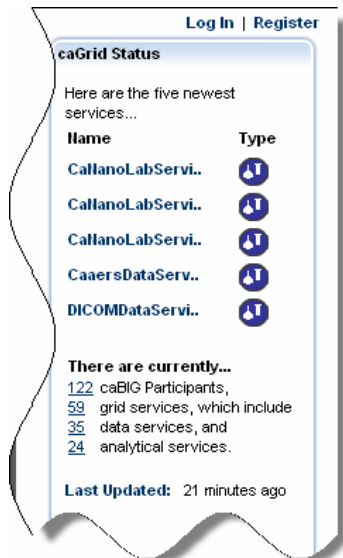 Log In | Register
caGrid Status
Here are the five newest
services...
Name Type
CaNanoLabServi..
CaNanoLabServi..
CaNanoLabServi..
CaaersDataServ..
DICOMDataServi..
There are currently...
122 caBIG Participants,
59 grid services, which include
35 data services, and
24 analytical services.
Last Updated: 21 minutes ago